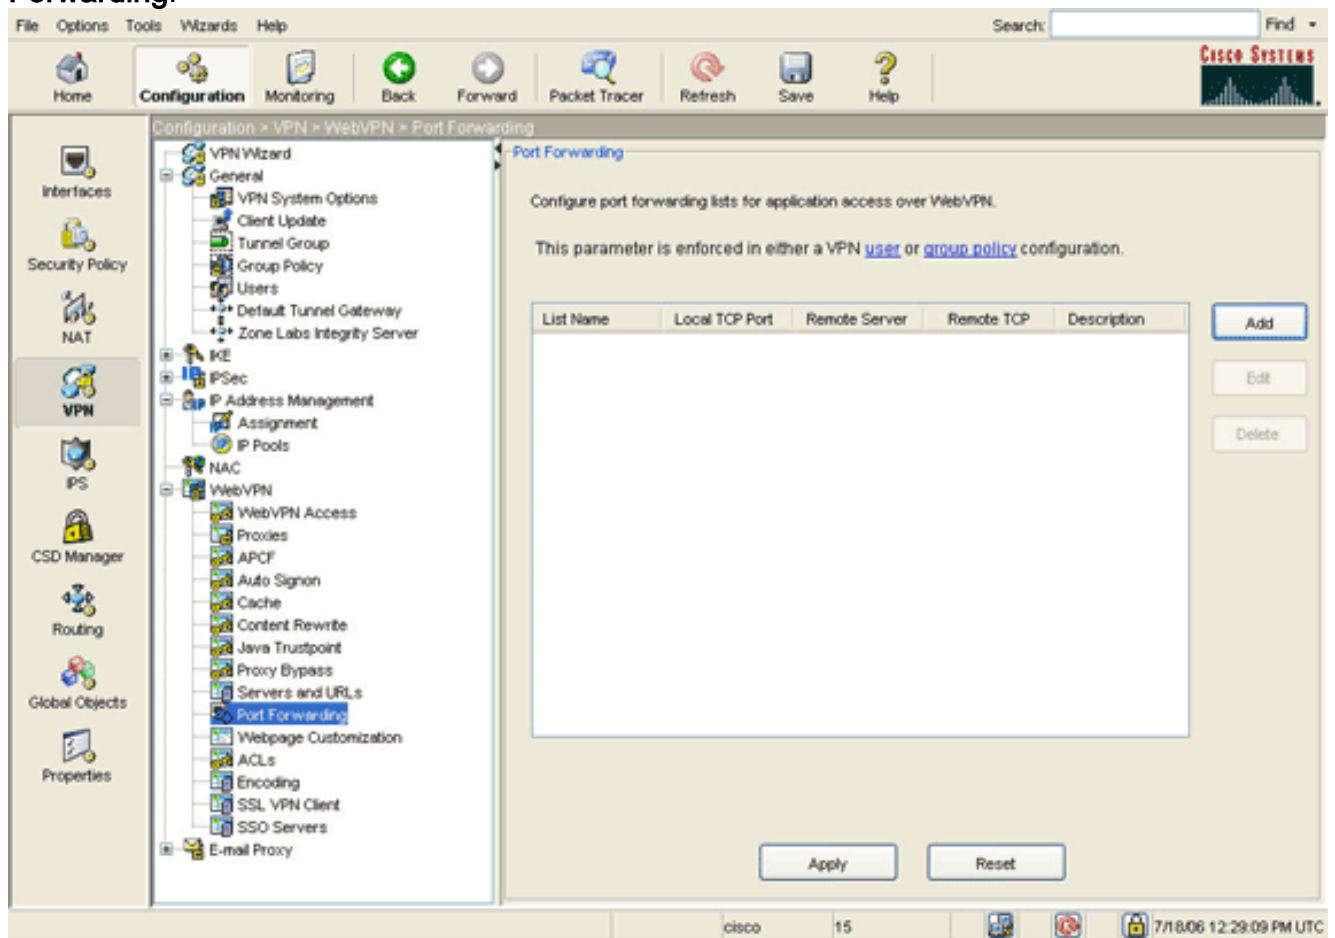 Forwarding.
File Options Tools Wizards Help Search: Find
Home Configuration Monitoring Back Forward Packet Tracer Refresh Save Help
CISCO SYSTEMS
Configuration > VPN > WebVPN > Port Forwarding
Interfaces
Security Policy
NAT
VPN
IPS
CSD Manager
Routing
Global Objects
Properties
VPN Wizard
General
VPN System Options
Client Update
Tunnel Group
Group Policy
Users
Default Tunnel Gateway
Zone Labs Integrity Server
IKE
IPSec
IP Address Management
Assignment
IP Pools
NAC
WebVPN
WebVPN Access
Proxies
APCF
Auto Signon
Cache
Content Rewrite
Java Trustpoint
Proxy Bypass
Servers and URLs
Port Forwarding
Webpage Customization
ACLs
Encoding
SSL VPN Client
SSO Servers
E-mail Proxy
Port Forwarding
Configure port forwarding lists for application access over WebVPN.
This parameter is enforced in either a VPN user or group policy configuration.
List Name Local TCP Port Remote Server Remote TCP Description
Add
Edit
Delete
Apply Reset
cisco 15 7/18/06 12:29:09 PM UTC